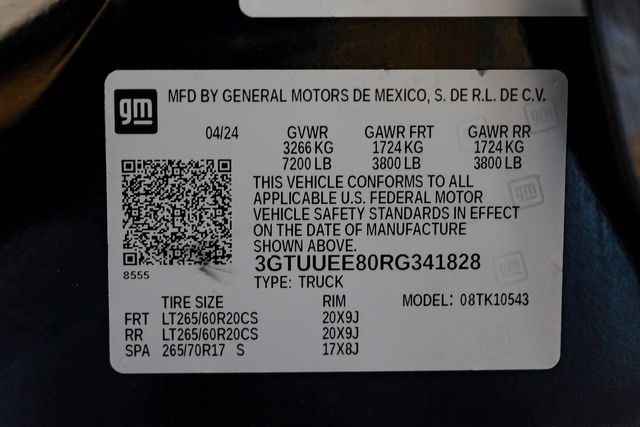 gm MFD BY GENERAL MOTORS DE MEXICO, S. DE R.L. DE C.V.
04/24 GVWR GAWR FRT GAWR RR
3266 KG 1724 KG 1724 KG
7200 LB 3800 LB 3800 LB
THIS VEHICLE CONFORMS TO ALL
APPLICABLE U.S. FEDERAL MOTOR
VEHICLE SAFETY STANDARDS IN EFFECT
ON THE DATE OF MANUFACTURE
SHOWN ABOVE.
8555
3GTUUEE80RG341828
TYPE: TRUCK
TIRE SIZE RIM MODEL: 08TK10543
FRT LT265/60R20CS 20X9J
RR LT265/60R20CS 20X9J
SPA 265/70R17 S 17X8J